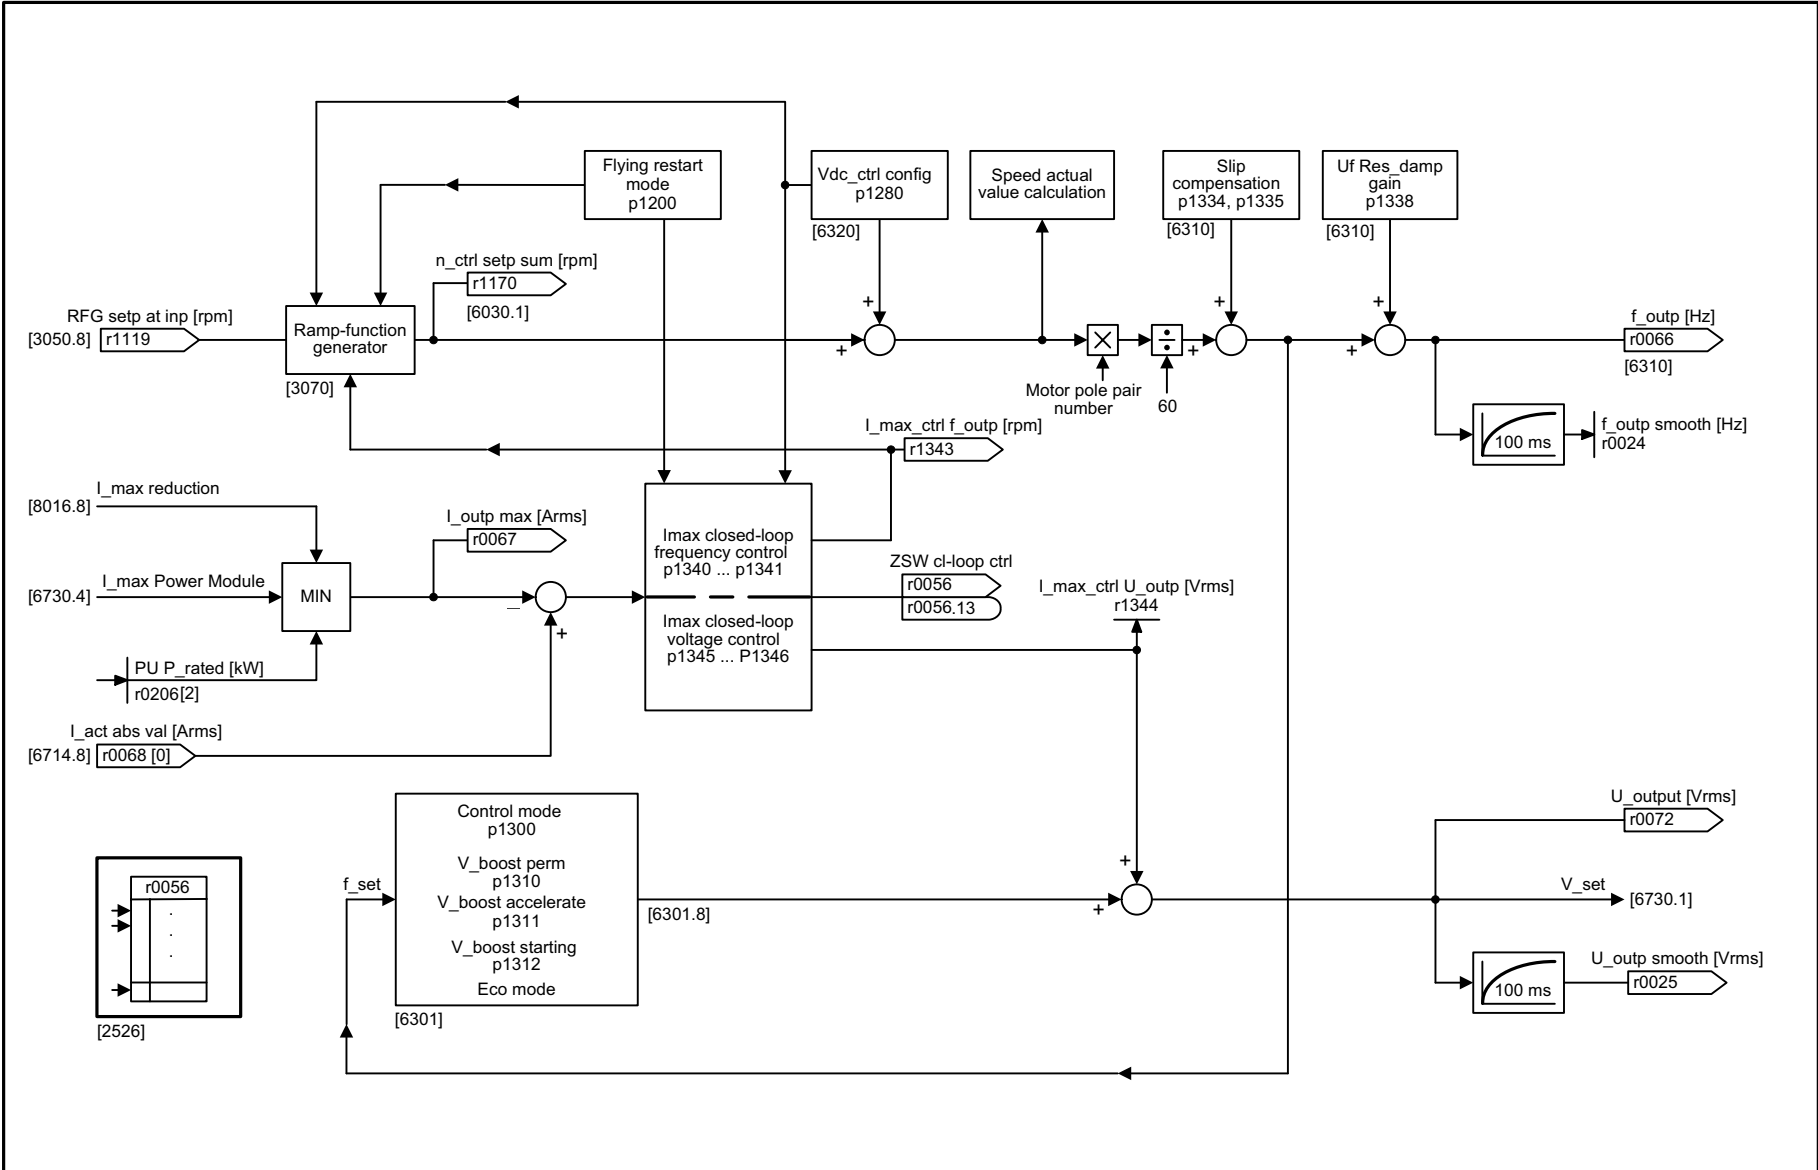 Flying restart
mode
p1200
Vdc_ctrl config
p1280
[6320]
Speed actual
value calculation
Slip
compensation
p1334, p1335
[6310]
Uf Res_damp
gain
p1338
[6310]
n_ctrl setp sum [rpm]
r1170
[6030.1]
RFG setp at inp [rpm]
[3050.8]
r1119
Ramp-function
generator
[3070]
+
+
+
+
+
+
Motor pole pair
number
60
f_outp [Hz]
r0066
[6310]
100 ms
f_outp smooth [Hz]
r0024
I_max_ctrl f_outp [rpm]
r1343
I_max reduction
[8016.8]
I_outp max [Arms]
r0067
I_max Power Module
[6730.4]
MIN
_
+
PU P_rated [kW]
r0206[2]
I_act abs val [Arms]
[6714.8]
r0068 [0]
Imax closed-loop
frequency control
p1340 ... p1341
Imax closed-loop
voltage control
p1345 ... P1346
ZSW cl-loop ctrl
r0056
r0056.13
I_max_ctrl U_outp [Vrms]
r1344
Control mode
p1300
V_boost perm
p1310
V_boost accelerate
p1311
V_boost starting
p1312
Eco mode
[6301]
f_set
[6301.8]
+
+
U_output [Vrms]
r0072
V_set
[6730.1]
100 ms
U_outp smooth [Vrms]
r0025
r0056
.
.
.
[2526]